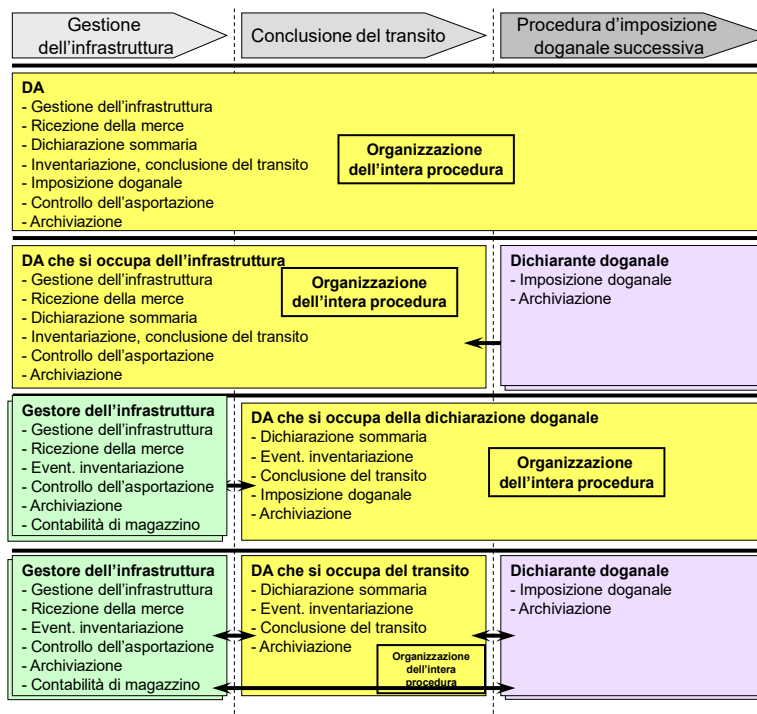 Gestione
dell'infrastruttura
Conclusione del transito
Procedura d'imposizione
doganale successiva
DA
- Gestione dell'infrastruttura
- Ricezione della merce
- Dichiarazione sommaria
- Inventariazione, conclusione del transito
- Imposizione doganale
- Controllo dell'asportazione
- Archiviazione
Organizzazione
dell'intera procedura
DA che si occupa dell'infrastruttura
- Gestione dell'infrastruttura
- Ricezione della merce
- Dichiarazione sommaria
- Inventariazione, conclusione del transito
- Controllo dell'asportazione
- Archiviazione
Organizzazione
dell'intera procedura
Dichiarante doganale
- Imposizione doganale
- Archiviazione
Gestore dell'infrastruttura
- Gestione dell'infrastruttura
- Ricezione della merce
- Event. inventariazione
- Controllo dell'asportazione
- Archiviazione
- Contabilità di magazzino
DA che si occupa della dichiarazione doganale
- Dichiarazione sommaria
- Event. inventariazione
- Conclusione del transito
- Imposizione doganale
- Archiviazione
Organizzazione
dell'intera procedura
Gestore dell'infrastruttura
- Gestione dell'infrastruttura
- Ricezione della merce
- Event. inventariazione
- Controllo dell'asportazione
- Archiviazione
- Contabilità di magazzino
DA che si occupa del transito
- Dichiarazione sommaria
- Event. inventariazione
- Conclusione del transito
- Archiviazione
Organizzazione
dell'intera
procedura
Dichiarante doganale
- Imposizione doganale
- Archiviazione